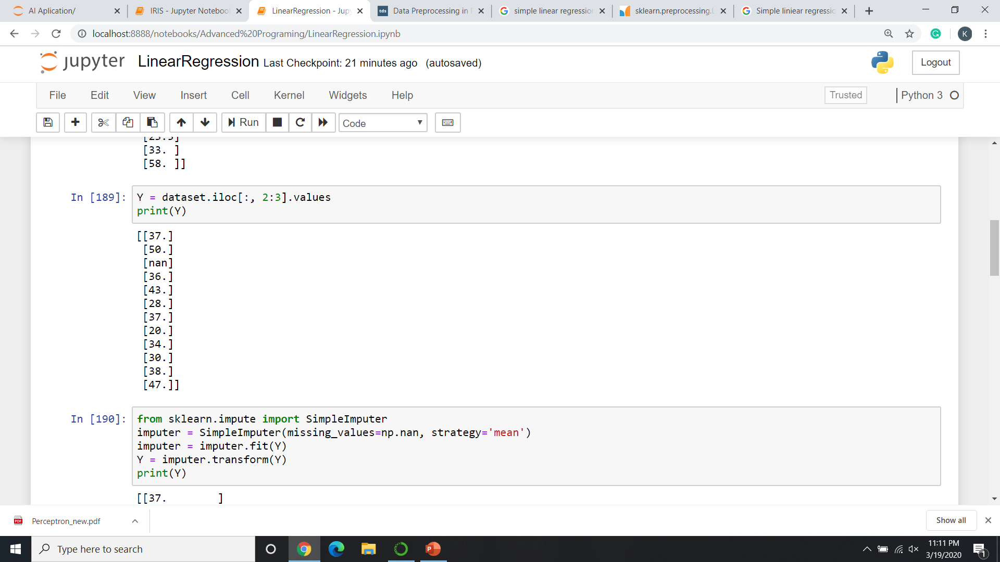 AI Aplication/
IRIS - Jupyter Noteboo
LinearRegression - Jup
tds
Data Preprocessing in
simple linear regression
sklearn.preprocessing.
Simple liniear regressio
localhost:8888/notebooks/Advanced%20Programing/LinearRegression.ipynb
K
jupyter LinearRegression Last Checkpoint: 21 minutes ago (autosaved)
Logout
File Edit View Insert Cell Kernel Widgets Help
Trusted
Python 3
Run
Code
[33. ]
[58. ]]
In [189]:
Y = dataset.iloc[:, 2:3].values
print(Y)
[[37.]
[50.]
[nan]
[36.]
[43.]
[28.]
[37.]
[20.]
[34.]
[30.]
[38.]
[47.]]
In [190]:
from sklearn.impute import SimpleImputer
imputer = SimpleImputer(missing_values=np.nan, strategy='mean')
imputer = imputer.fit(Y)
Y = imputer.transform(Y)
print(Y)
[[37.        ]
PDF
Perceptron_new.pdf
Show all
Type here to search
P
11:11 PM
3/19/2020
1